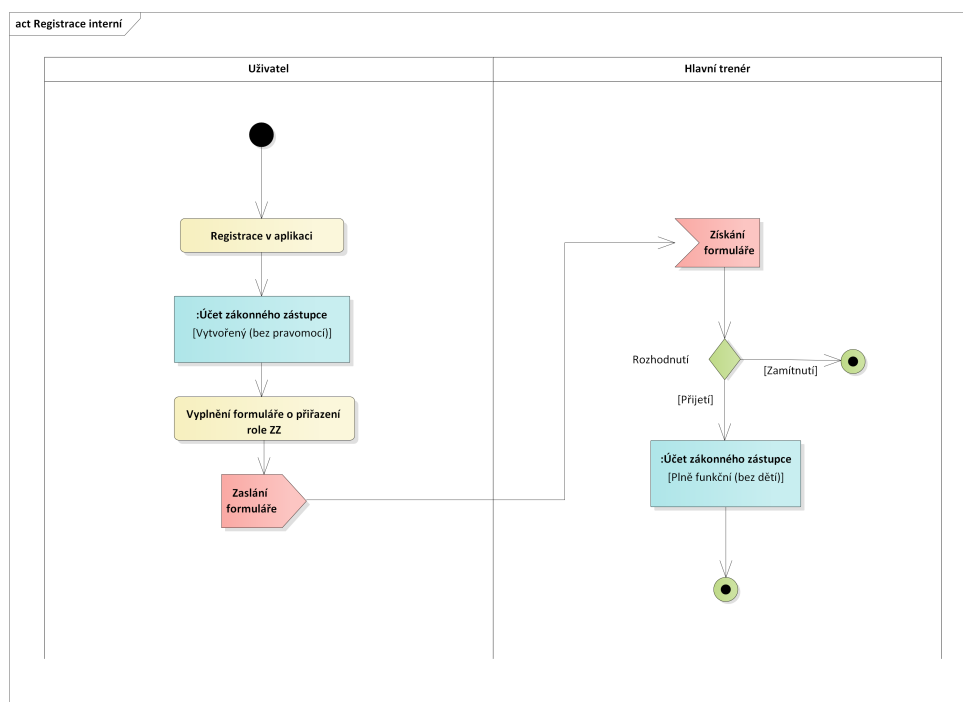 act Registrace interní
Uživatel
Hlavní trenér
Registrace v aplikaci
:Účet zákonného zástupce
[Vytvořený (bez pravomocí)]
Vyplnění formuláře o přiřazení
role ZZ
Zaslání
formuláře
Získání
formuláře
Rozhodnutí
[Zamítnutí]
[Přijetí]
:Účet zákonného zástupce
[Plně funkční (bez dětí)]